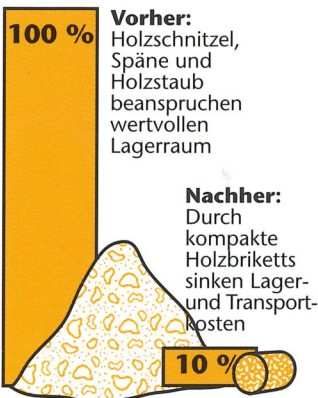 100 %
Vorher:
Holzschnitzel,
Späne und
Holzstaub
beanspruchen
wertvollen
Lagerraum
Nachher:
Durch
kompakte
Holzbriketts
sinken Lager-
und Transport-
kosten
10 %